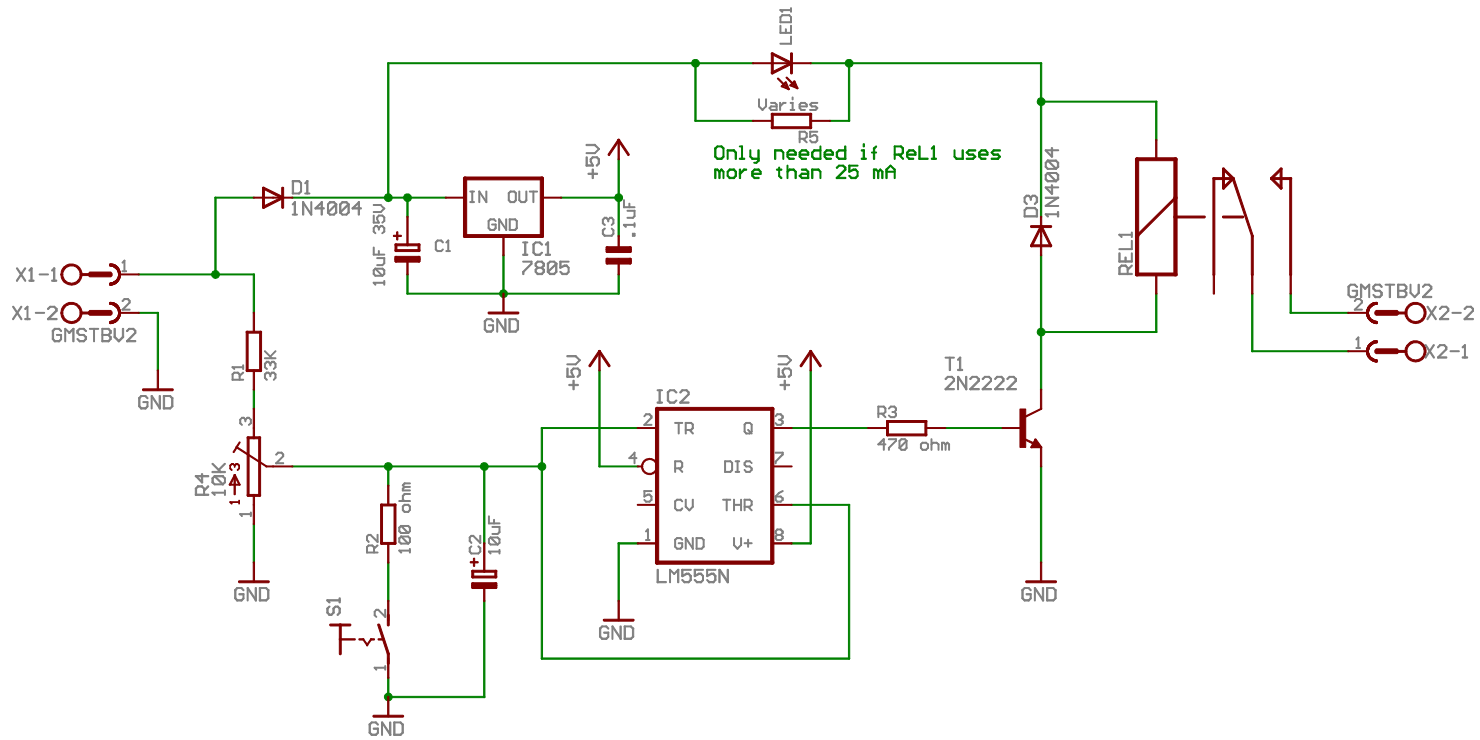 LED1
Varies
R5
Only needed if ReL1 uses
more than 25 mA
+5V
D1
1N4004
IN OUT
GND
IC1
7805
10uF 35V
+
C1
C3
.1uF
GND
D3
1N4004
REL1
X1-1
1
X1-2
2
GMSTBV2
GND
GMSTBV2
2
X2-2
1
X2-1
R1
33K
3
R4
10K
1
3
2
1
GND
R2
100 ohm
C2
10uF
+
S1
2
1
GND
+5V
+5V
IC2
2
TR
Q
3
4
R
DIS
7
5
CV
THR
6
1
GND
V+
8
LM555N
GND
R3
470 ohm
T1
2N2222
GND